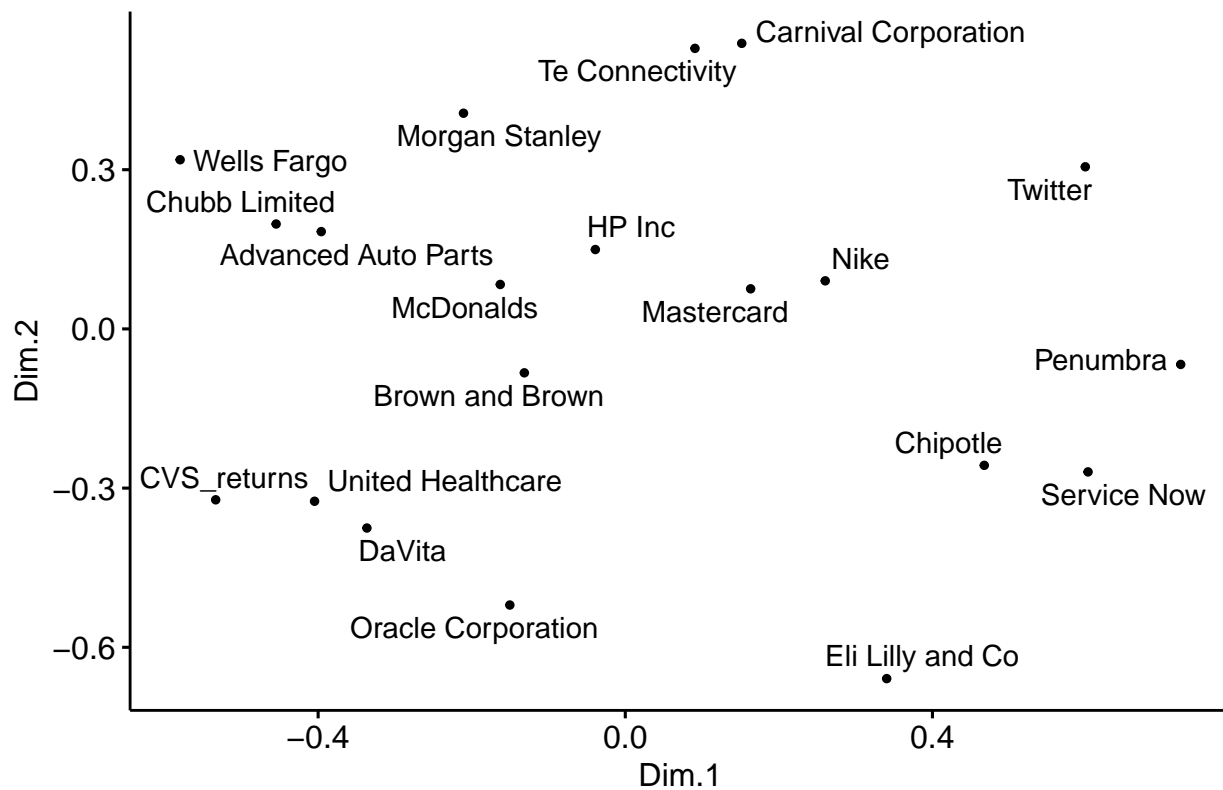 Carnival Corporation
Te Connectivity
Morgan Stanley
Wells Fargo
Twitter
Chubb Limited
HP Inc
Advanced Auto Parts
Nike
McDonalds
Mastercard
Penumbra
Brown and Brown
Chipotle
CVS_returns
United Healthcare
Service Now
DaVita
Oracle Corporation
Eli Lilly and Co
0.3
0.0
−0.3
−0.6
Dim.2
−0.4
0.0
0.4
Dim.1